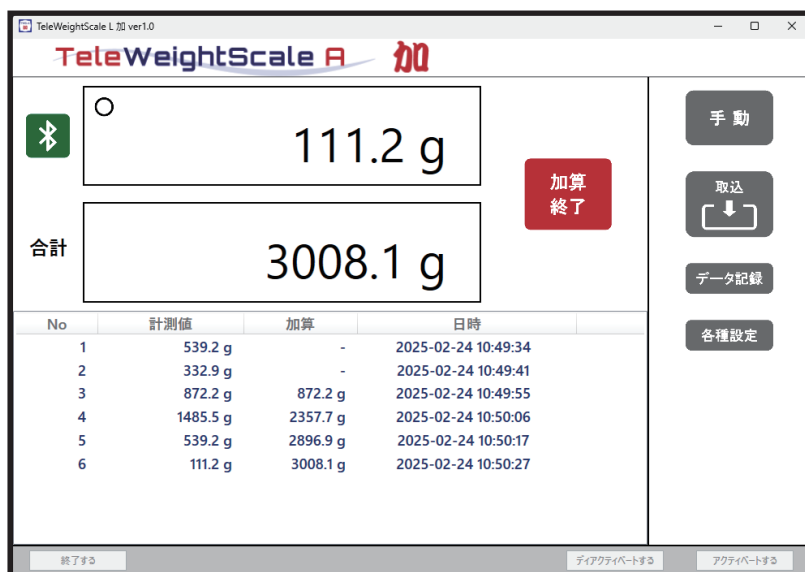 TeleWeightScale L 加 ver1.0
TeleWeightScale A 加
111.2 g
合計
3008.1 g
加算
終了
手 動
取込
データ記録
各種設定
No 計測値 加算 日時
1 539.2 g - 2025-02-24 10:49:34
2 332.9 g - 2025-02-24 10:49:41
3 872.2 g 872.2 g 2025-02-24 10:49:55
4 1485.5 g 2357.7 g 2025-02-24 10:50:06
5 539.2 g 2896.9 g 2025-02-24 10:50:17
6 111.2 g 3008.1 g 2025-02-24 10:50:27
終了する ディアクティベートする アクティベートする